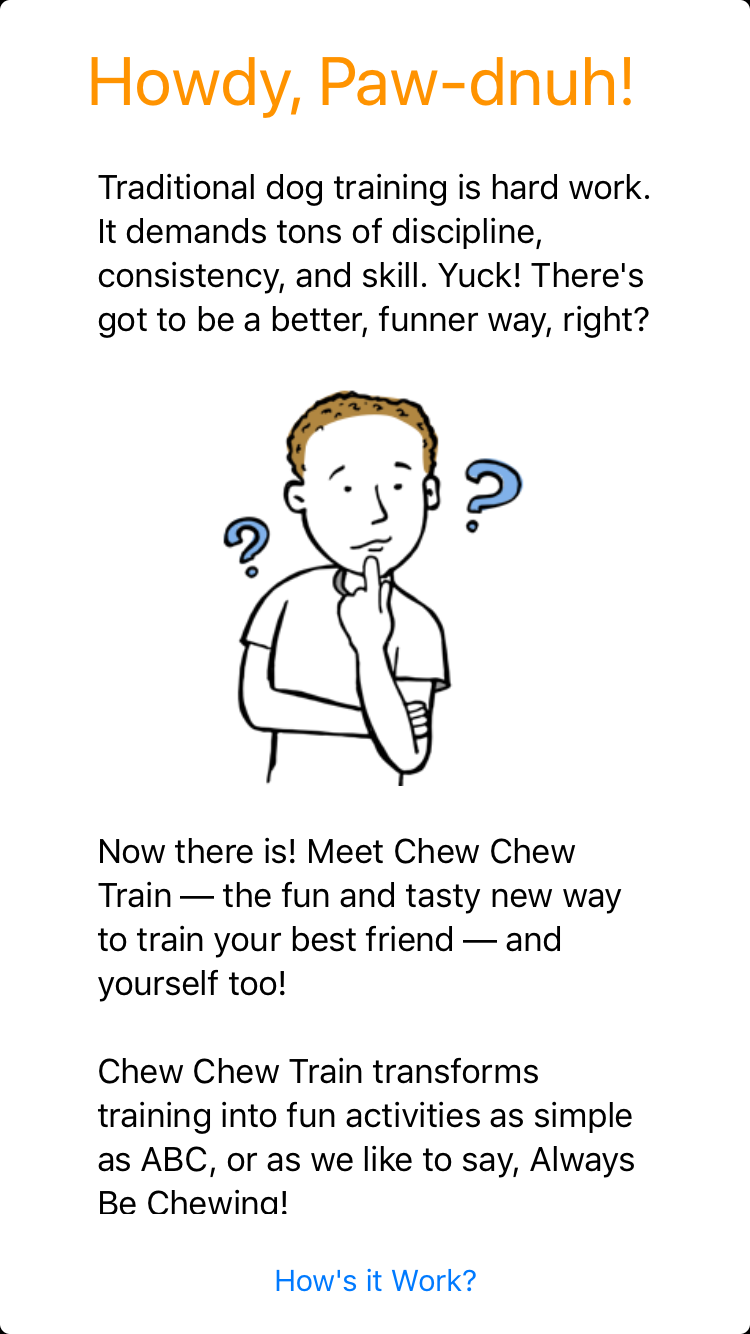 Howdy, Paw-dnuh!
Traditional dog training is hard work.
It demands tons of discipline,
consistency, and skill. Yuck! There's
got to be a better, funner way, right?
?
?
Now there is! Meet Chew Chew
Train — the fun and tasty new way
to train your best friend — and
yourself too!
Chew Chew Train transforms
training into fun activities as simple
as ABC, or as we like to say, Always
Be Chewing!
How's it Work?